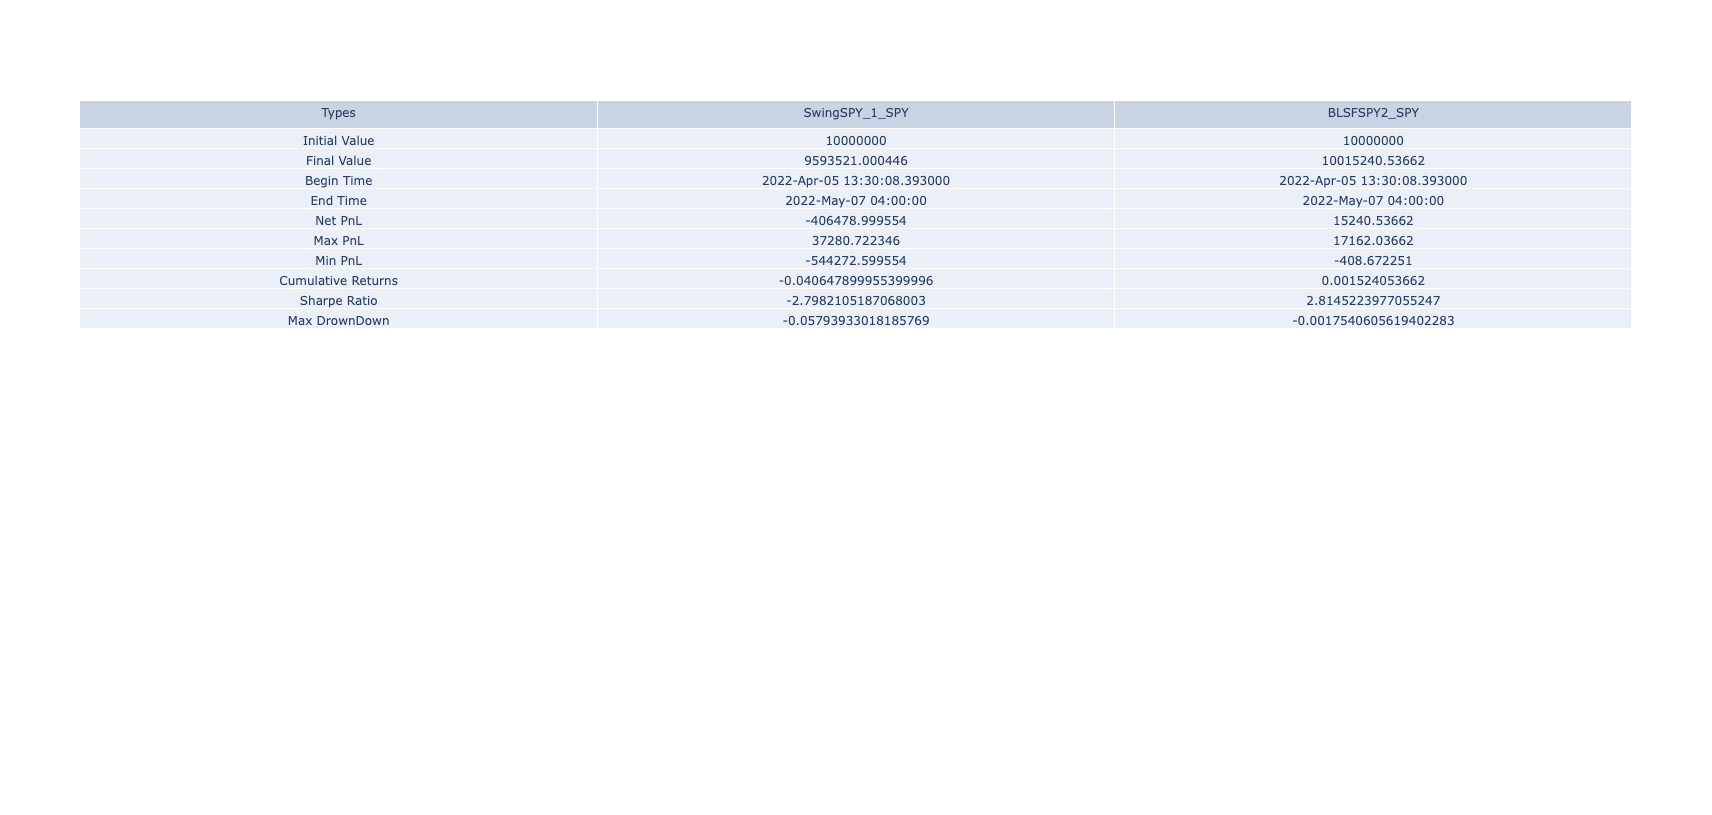 Types SwingSPY_1_SPY BLSFSPY2_SPY
Initial Value 10000000 10000000
Final Value 9593521.000446 10015240.53662
Begin Time 2022-Apr-05 13:30:08.393000 2022-Apr-05 13:30:08.393000
End Time 2022-May-07 04:00:00 2022-May-07 04:00:00
Net PnL -406478.999554 15240.53662
Max PnL 37280.722346 17162.03662
Min PnL -544272.599554 -408.672251
Cumulative Returns -0.040647899955399996 0.001524053662
Sharpe Ratio -2.7982105187068003 2.8145223977055247
Max DrownDown -0.05793933018185769 -0.0017540605619402283